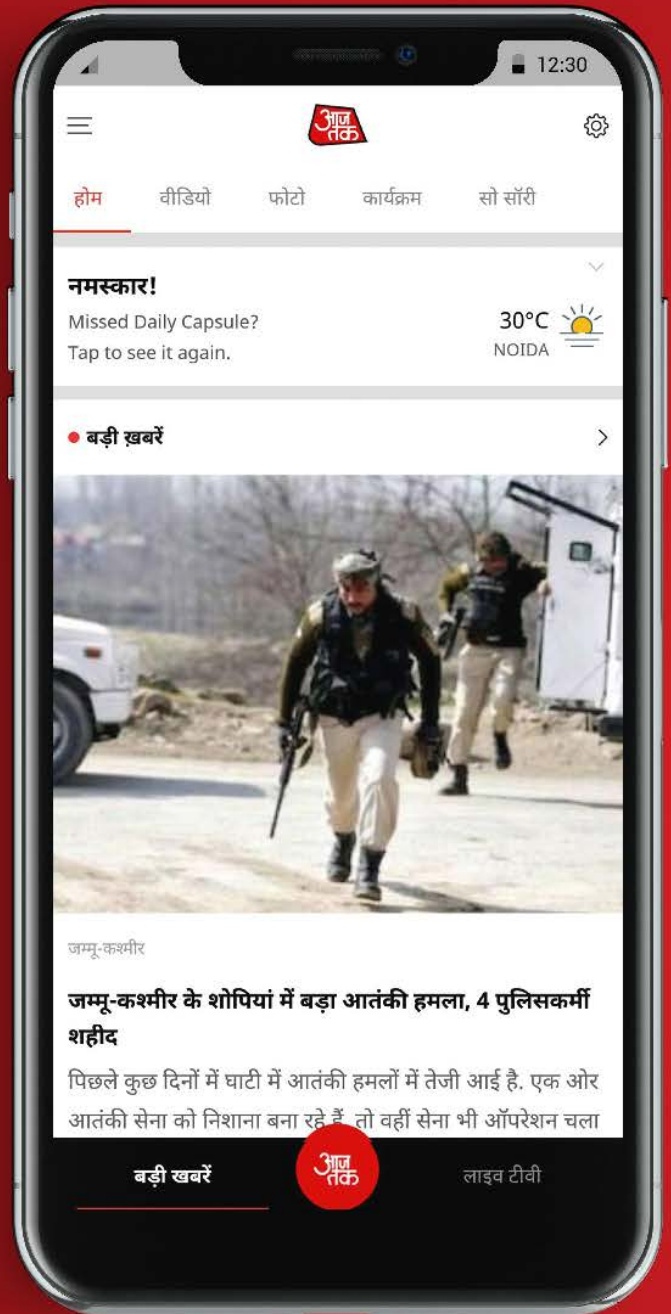 12:30
आज तक
होम वीडियो फोटो कार्यक्रम सो सॉरी
नमस्कार!
Missed Daily Capsule?
Tap to see it again.
30°C
NOIDA
बड़ी ख़बरें
जम्मू-कश्मीर
जम्मू-कश्मीर के शोपियां में बड़ा आतंकी हमला, 4 पुलिसकर्मी
शहीद
पिछले कुछ दिनों में घाटी में आतंकी हमलों में तेजी आई है. एक ओर
आतंकी सेना को निशाना बना रहे हैं, तो वहीं सेना भी ऑपरेशन चला
बड़ी खबरें
आज तक
लाइव टीवी